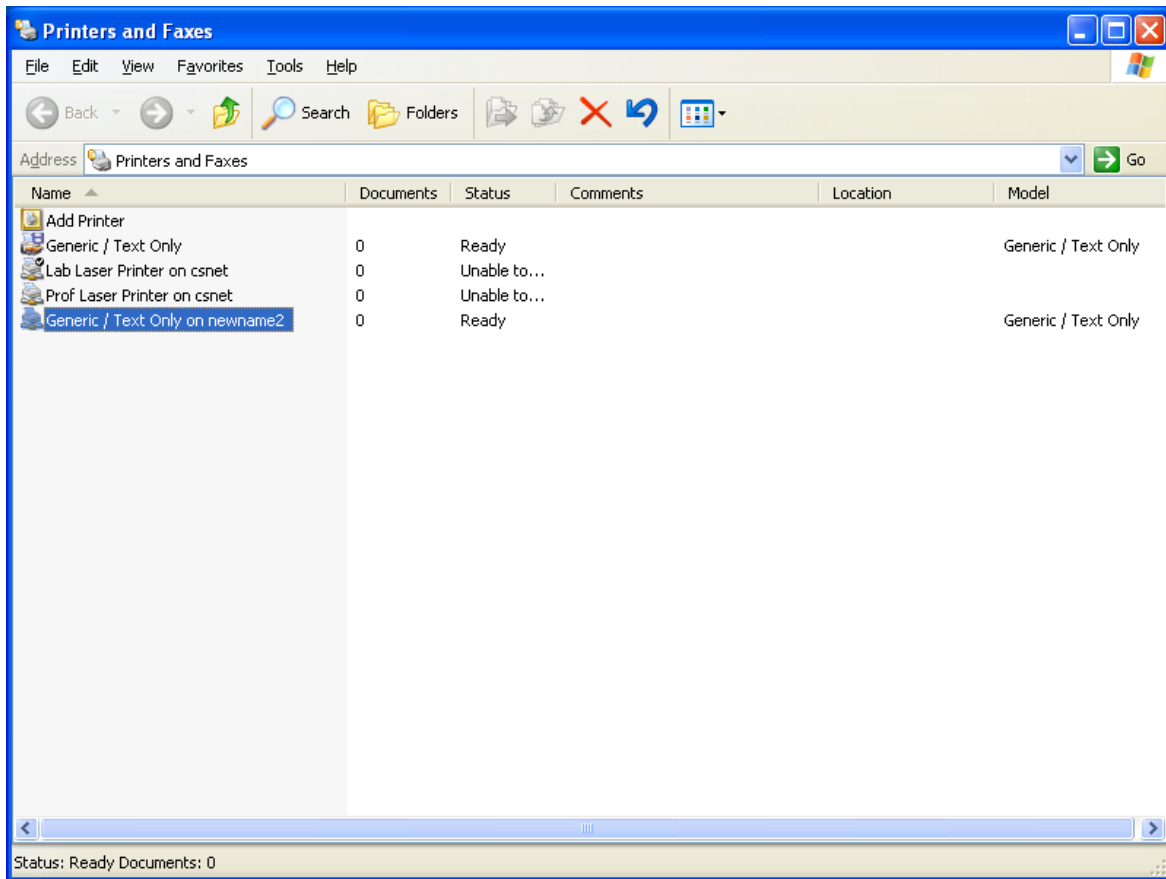 Printers and Faxes
File Edit View Favorites Tools Help
Back Search Folders
Address Printers and Faxes Go
Name Documents Status Comments Location Model
Add Printer
Generic / Text Only 0 Ready Generic / Text Only
Lab Laser Printer on csnet 0 Unable to...
Prof Laser Printer on csnet 0 Unable to...
Generic / Text Only on newname2 0 Ready Generic / Text Only
Status: Ready Documents: 0